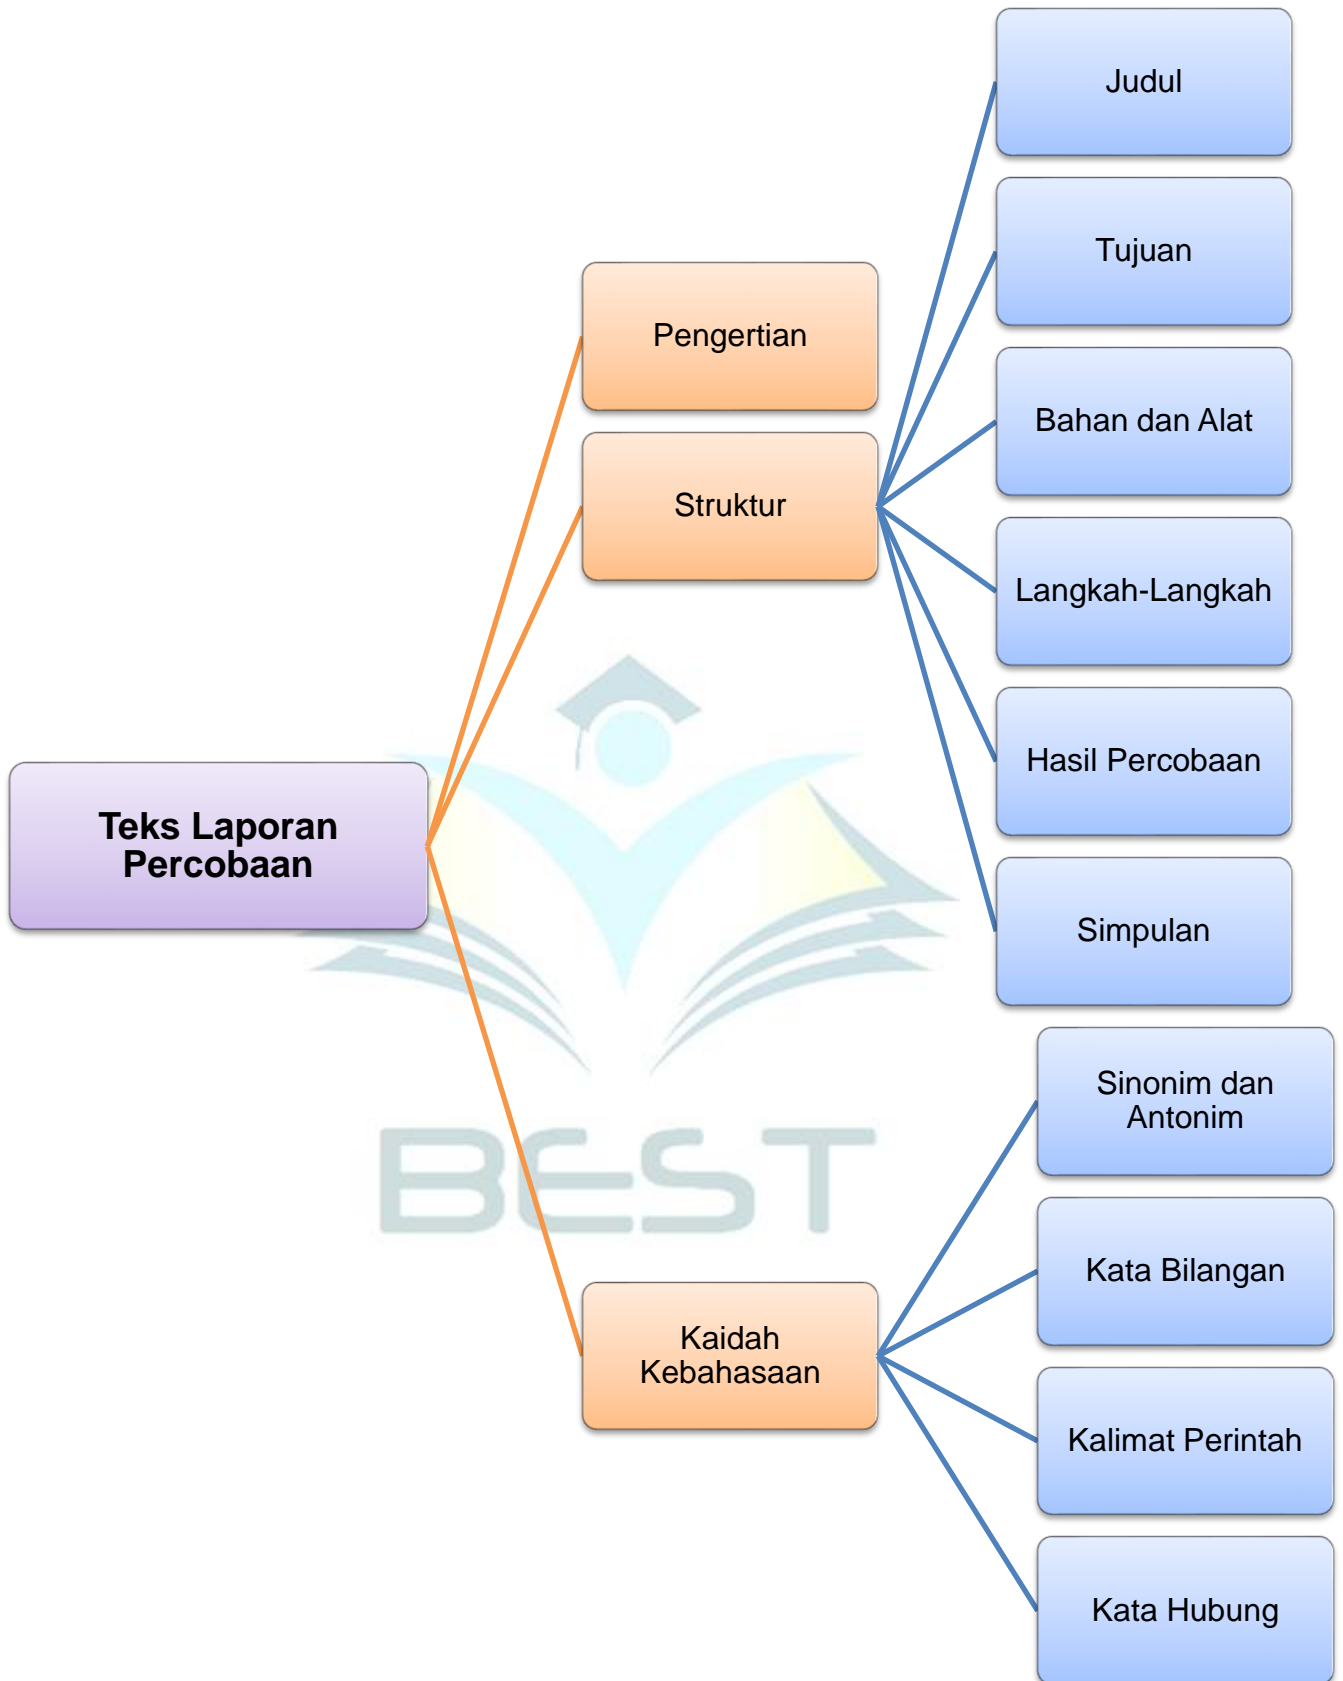 Teks Laporan
Percobaan
Pengertian
Struktur
Judul
Tujuan
Bahan dan Alat
Langkah-Langkah
Hasil Percobaan
Simpulan
Kaidah
Kebahasaan
Sinonim dan
Antonim
Kata Bilangan
Kalimat Perintah
Kata Hubung
BEST